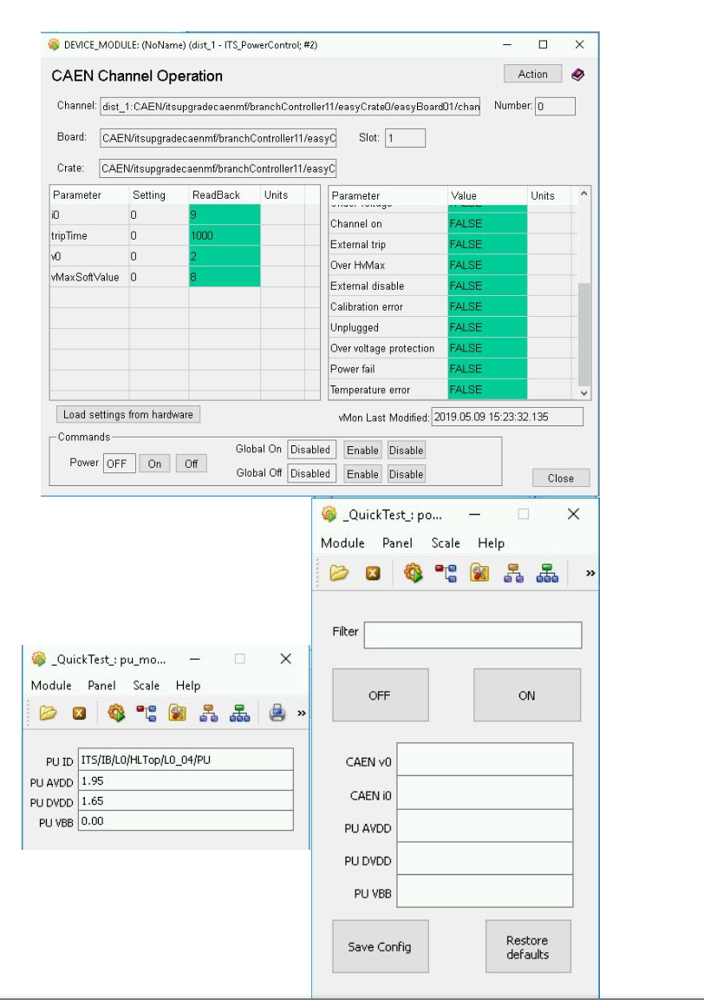 DEVICE_MODULE: (NoName) (dist_1 - ITS_PowerControl; #2)
CAEN Channel Operation
Action
Channel: dist_1:CAEN/itsupgradecaenmf/branchController11/easyCrate0/easyBoard01/chan Number: 0
Board: CAEN/itsupgradecaenmf/branchController11/easyC Slot: 1
Crate: CAEN/itsupgradecaenmf/branchController11/easyC
Parameter Setting ReadBack Units
i0 0 9
tripTime 0 1000
v0 0 2
vMaxSoftValue 0 8
Parameter Value Units
Channel on FALSE
External trip FALSE
Over HvMax FALSE
External disable FALSE
Calibration error FALSE
Unplugged FALSE
Over voltage protection FALSE
Power fail FALSE
Temperature error FALSE
Load settings from hardware
vMon Last Modified: 2019.05.09 15:23:32.135
Commands
Power OFF On Off
Global On Disabled Enable Disable
Global Off Disabled Enable Disable
Close
_QuickTest_: po...
Module Panel Scale Help
»
Filter
OFF ON
CAEN v0
CAEN i0
PU AVDD
PU DVDD
PU VBB
Save Config
Restore
defaults
_QuickTest_: pu_mo...
Module Panel Scale Help
»
PU ID ITS/IB/L0/HLTop/L0_04/PU
PU AVDD 1.95
PU DVDD 1.65
PU VBB 0.00